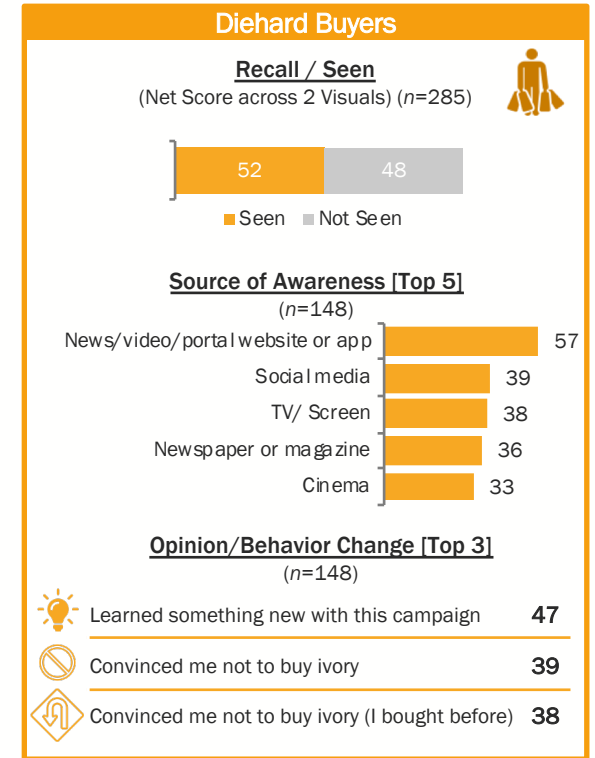 Diehard Buyers
Recall / Seen
(Net Score across 2 Visuals) (n=285)
52 48
Seen Not Seen
Source of Awareness [Top 5]
(n=148)
News/video/portal website or app 57
Social media 39
TV/ Screen 38
Newspaper or magazine 36
Cinema 33
Opinion/Behavior Change [Top 3]
(n=148)
Learned something new with this campaign 47
Convinced me not to buy ivory 39
Convinced me not to buy ivory (I bought before) 38